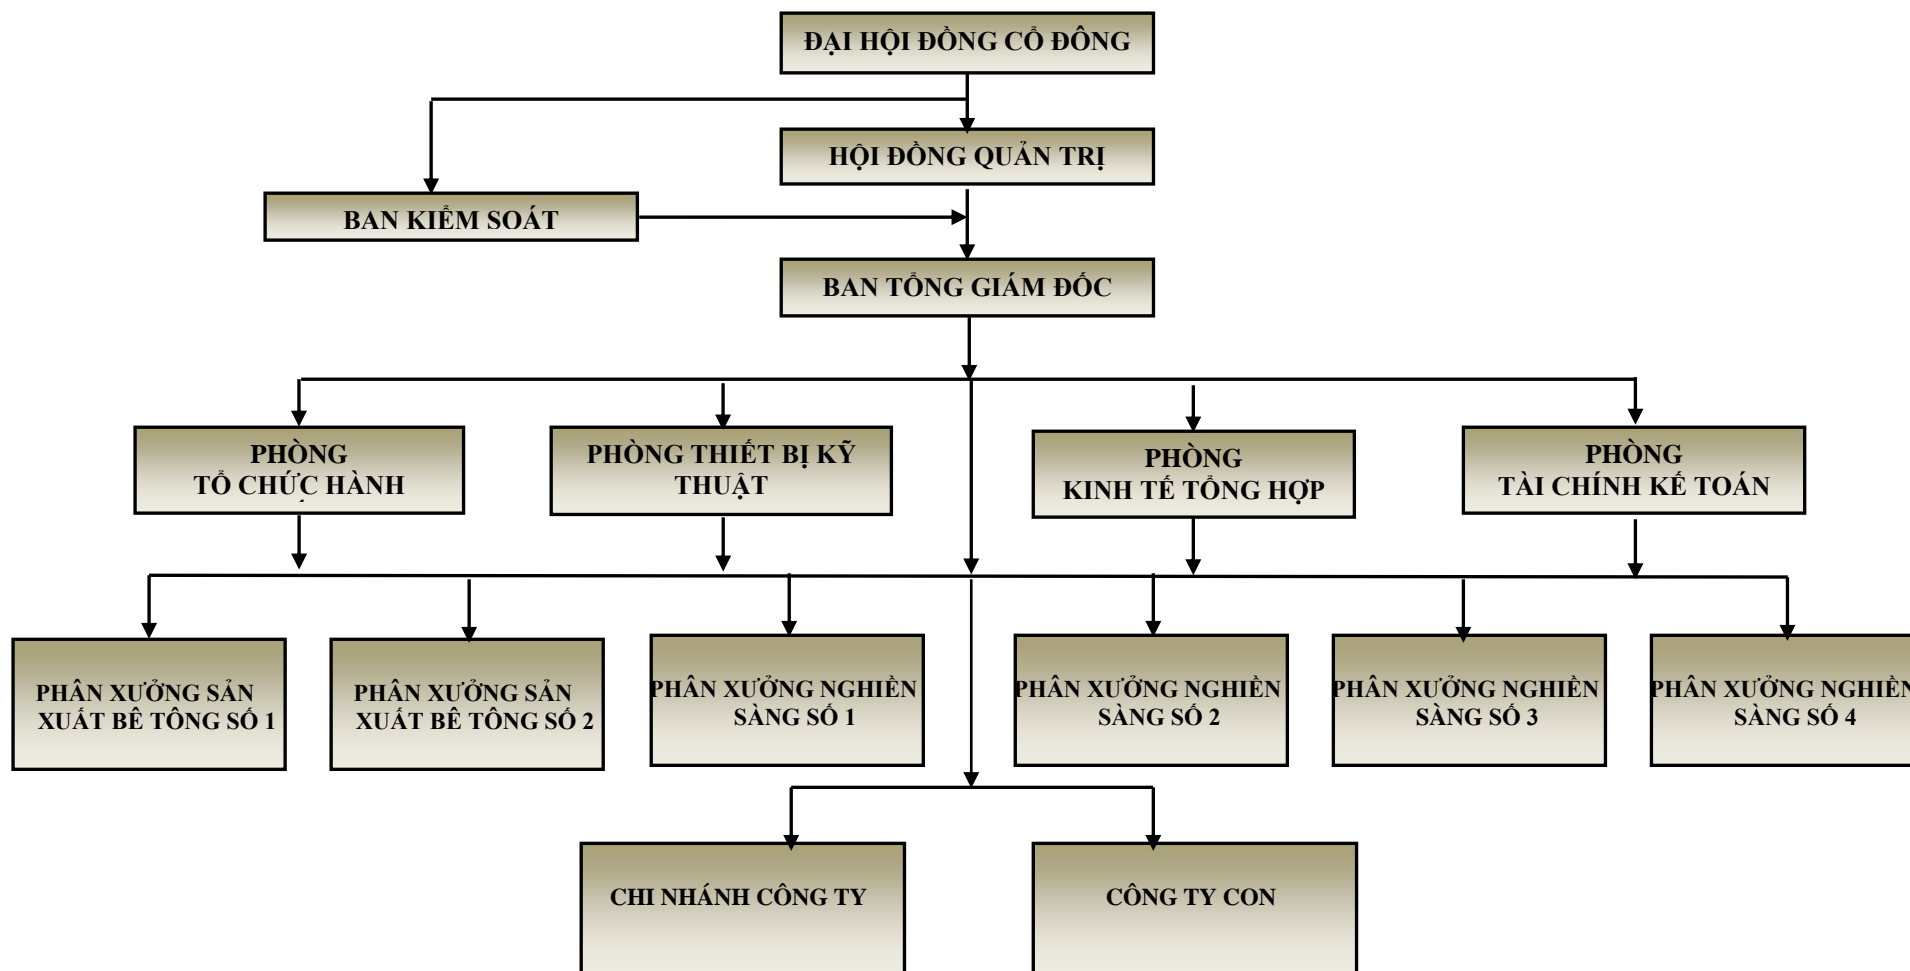 ĐẠI HỘI ĐỒNG CỔ ĐÔNG
HỘI ĐỒNG QUẢN TRỊ
BAN KIỂM SOÁT
BAN TỔNG GIÁM ĐỐC
PHÒNG
TỔ CHỨC HÀNH
PHÒNG THIẾT BỊ KỸ
THUẬT
PHÒNG
KINH TẾ TỔNG HỢP
PHÒNG
TÀI CHÍNH KẾ TOÁN
PHÂN XƯỞNG SẢN
XUẤT BÊ TÔNG SỐ 1
PHÂN XƯỞNG SẢN
XUẤT BÊ TÔNG SỐ 2
PHÂN XƯỞNG NGHIỀN
SÀNG SỐ 1
PHÂN XƯỞNG NGHIỀN
SÀNG SỐ 2
PHÂN XƯỞNG NGHIỀN
SÀNG SỐ 3
PHÂN XƯỞNG NGHIỀN
SÀNG SỐ 4
CHI NHÁNH CÔNG TY
CÔNG TY CON